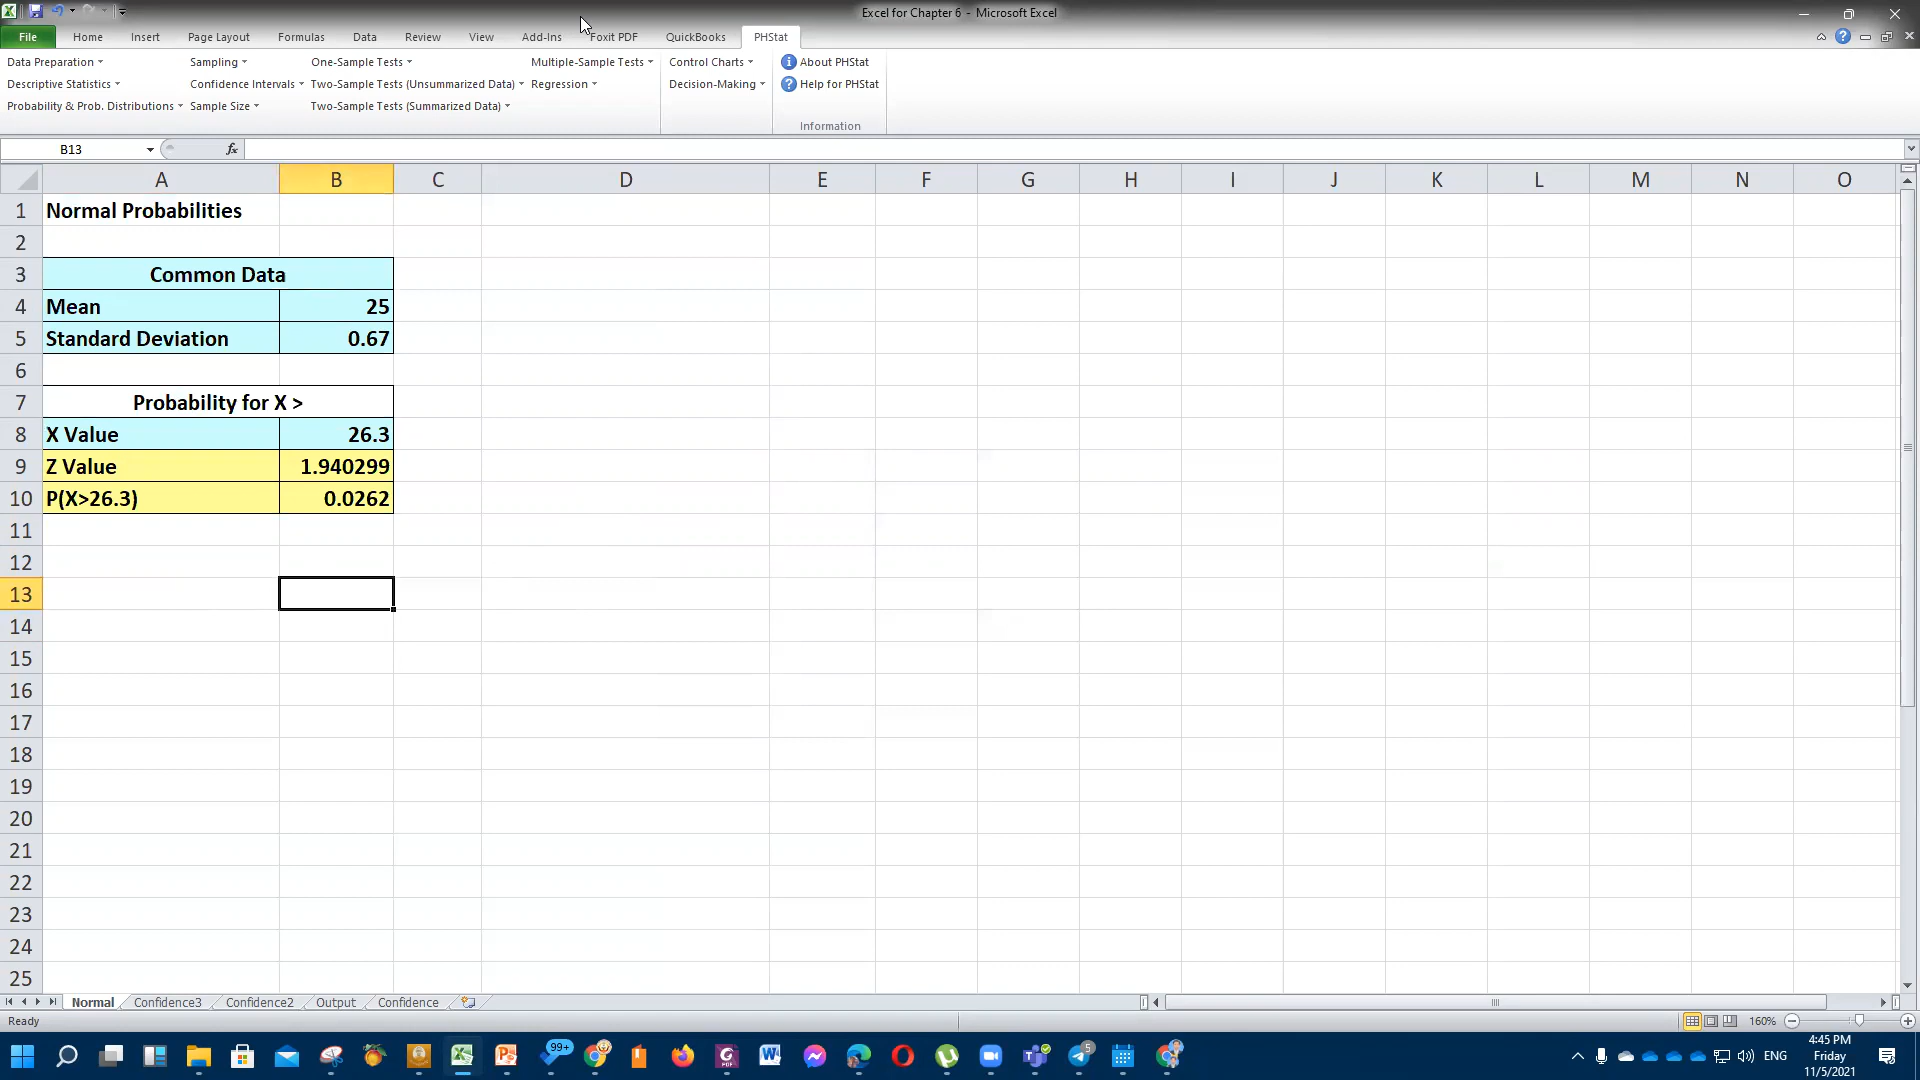 Excel for Chapter 6 - Microsoft Excel
File Home Insert Page Layout Formulas Data Review View Add-Ins Foxit PDF QuickBooks PHStat
Data Preparation Sampling One-Sample Tests Multiple-Sample Tests Control Charts About PHStat
Descriptive Statistics Confidence Intervals Two-Sample Tests (Unsummarized Data) Regression Decision-Making Help for PHStat
Probability & Prob. Distributions Sample Size Two-Sample Tests (Summarized Data)
Information
B13 fx
A B C D E F G H I J K L M N O
1 Normal Probabilities
2
3 Common Data
4 Mean 25
5 Standard Deviation 0.67
6
7 Probability for X >
8 X Value 26.3
9 Z Value 1.940299
10 P(X>26.3) 0.0262
11
12
13
14
15
16
17
18
19
20
21
22
23
24
25
Normal Confidence3 Confidence2 Output Confidence
Ready 160%
99+ 5 ENG 4:45 PM
Friday
11/5/2021